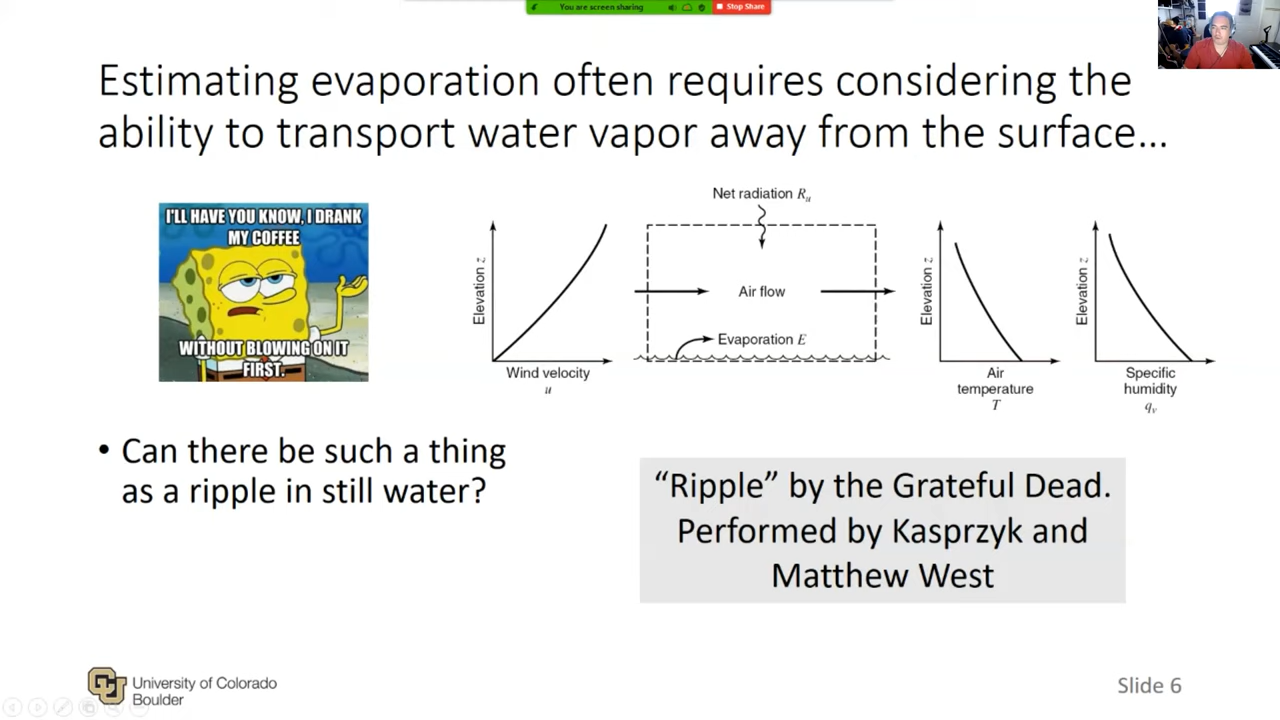 You are screen sharing
Stop Share
Estimating evaporation often requires considering the
ability to transport water vapor away from the surface…
I'LL HAVE YOU KNOW, I DRANK
MY COFFEE
WITHOUT BLOWING ON IT
FIRST.
Elevation z
Wind velocity
u
Net radiation Rₙ
Air flow
Evaporation E
Elevation z
Air
temperature
T
Elevation z
Specific
humidity
qᵥ
• Can there be such a thing
as a ripple in still water?
“Ripple” by the Grateful Dead.
Performed by Kasprzyk and
Matthew West
University of Colorado
Boulder
Slide 6